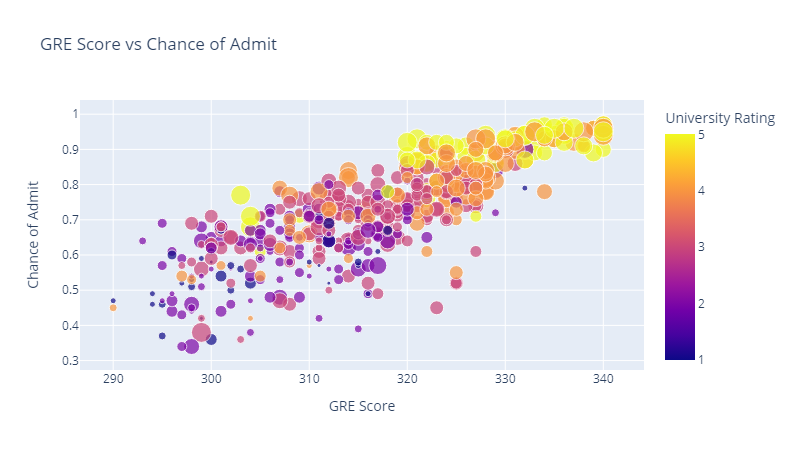 GRE Score vs Chance of Admit
University Rating
Chance of Admit
1
0.9
0.8
0.7
0.6
0.5
0.4
0.3
290 300 310 320 330 340
GRE Score
5
4
3
2
1